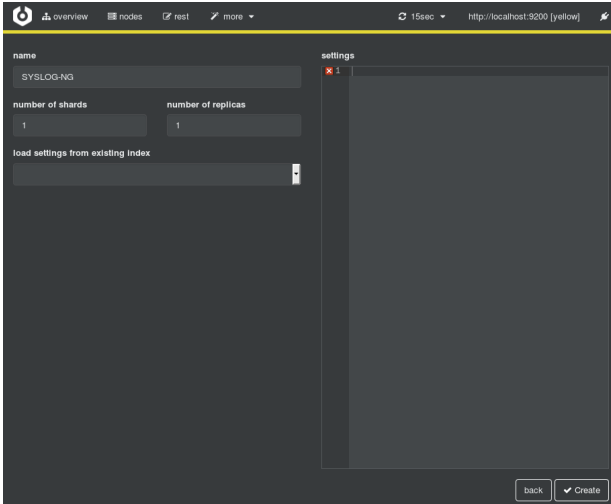 overview nodes rest more 15sec http://localhost:9200 [yellow]
name
SYSLOG-NG
number of shards number of replicas
1 1
load settings from existing index
settings
1
back Create